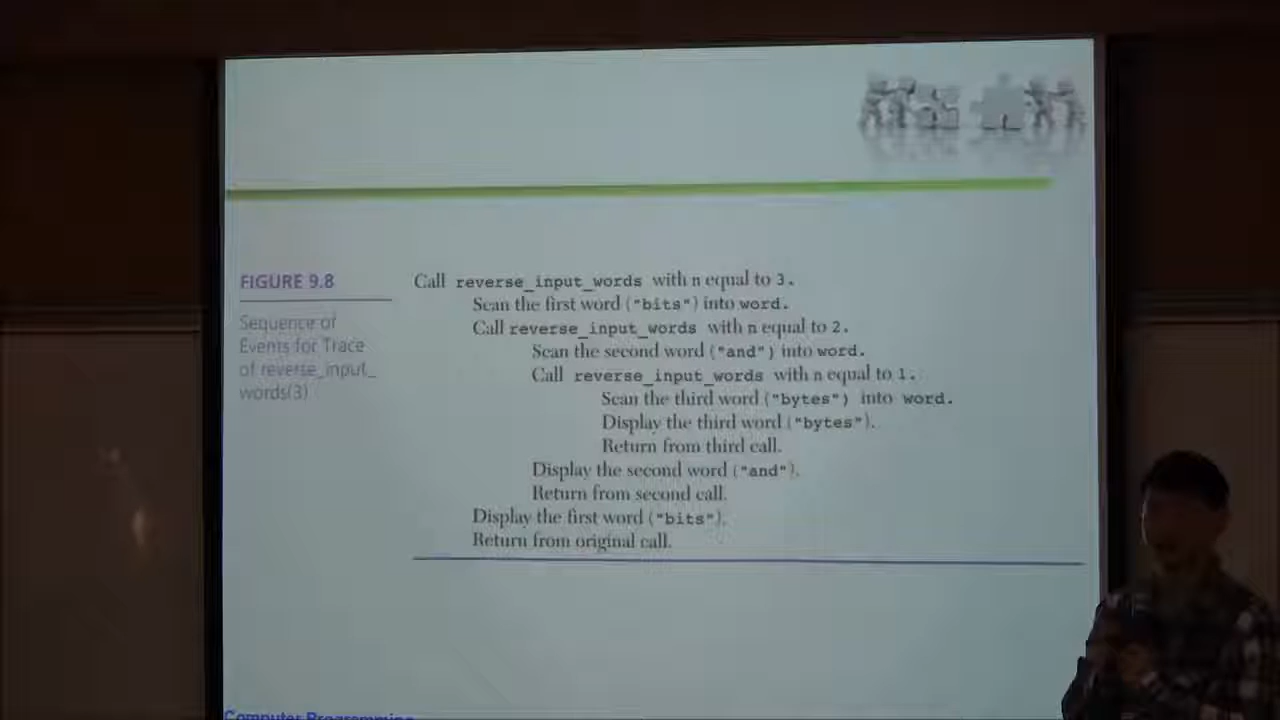 FIGURE 9.8
Sequence of
Events for Trace
of reverse_input_
words(3)
Call reverse_input_words with n equal to 3.
Scan the first word ("bits") into word.
Call reverse_input_words with n equal to 2.
Scan the second word ("and") into word.
Call reverse_input_words with n equal to 1.
Scan the third word ("bytes") into word.
Display the third word ("bytes").
Return from third call.
Display the second word ("and").
Return from second call.
Display the first word ("bits").
Return from original call.
Computer Programming